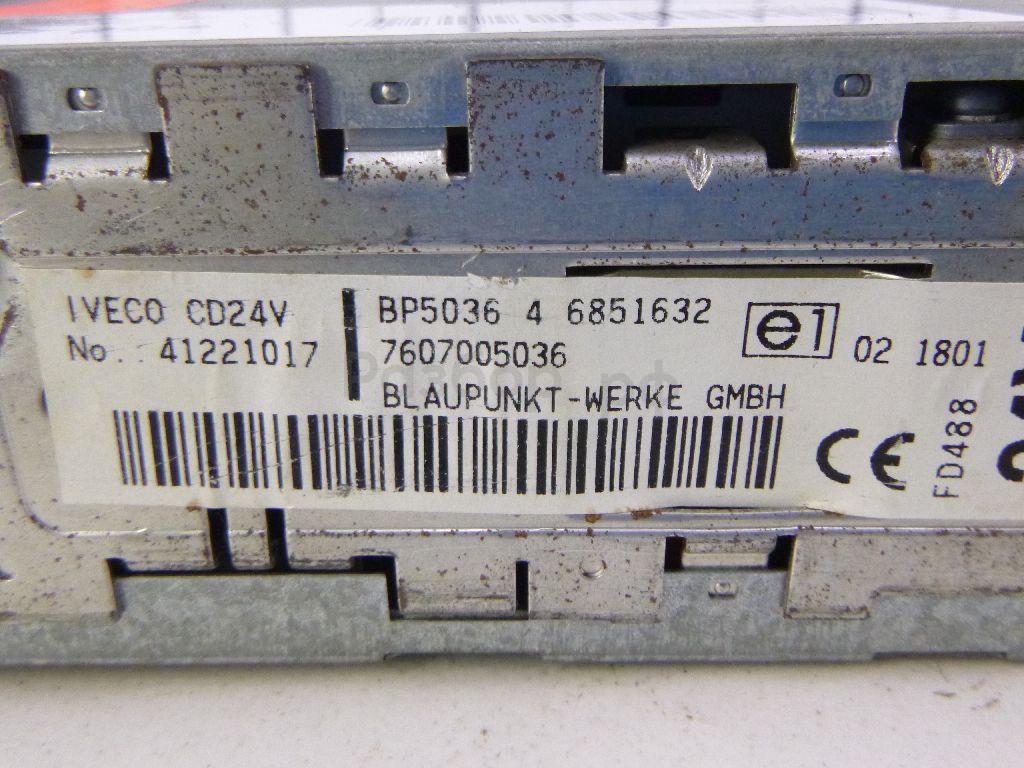 IVECO CD24V
No. 41221017
BP5036 4 6851632
7607005036
BLAUPUNKT-WERKE GMBH
e1
02 1801
CE
FD488